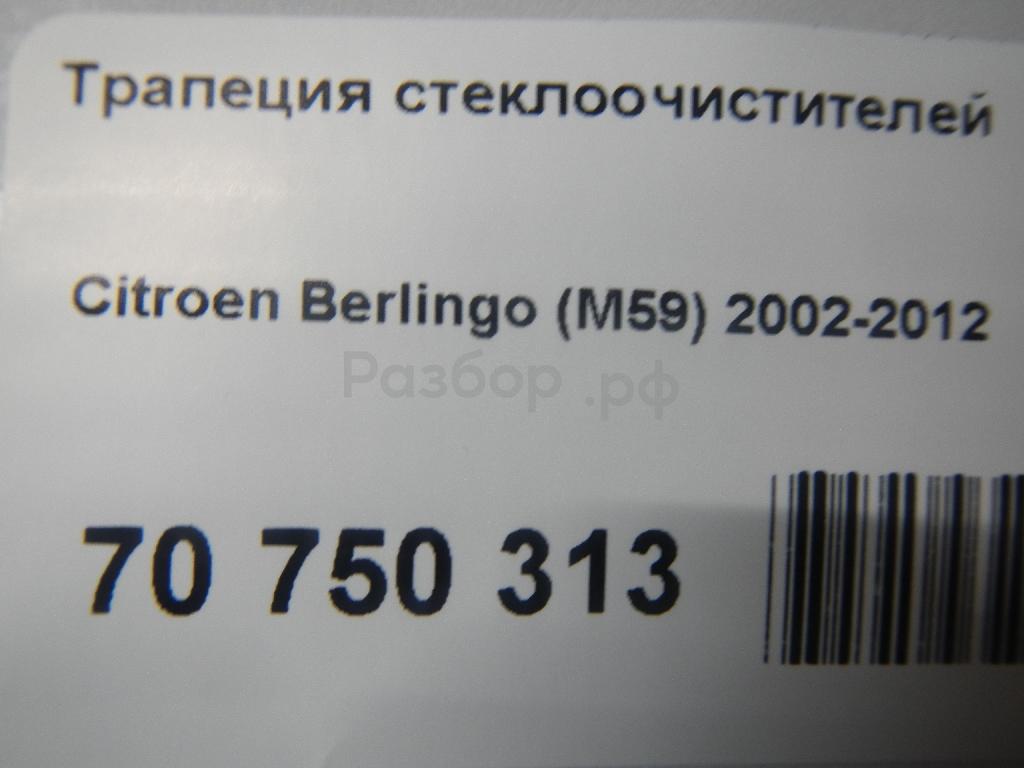 Трапеция стеклоочистителей
Citroen Berlingo (M59) 2002-2012
Разбор .рф
70 750 313